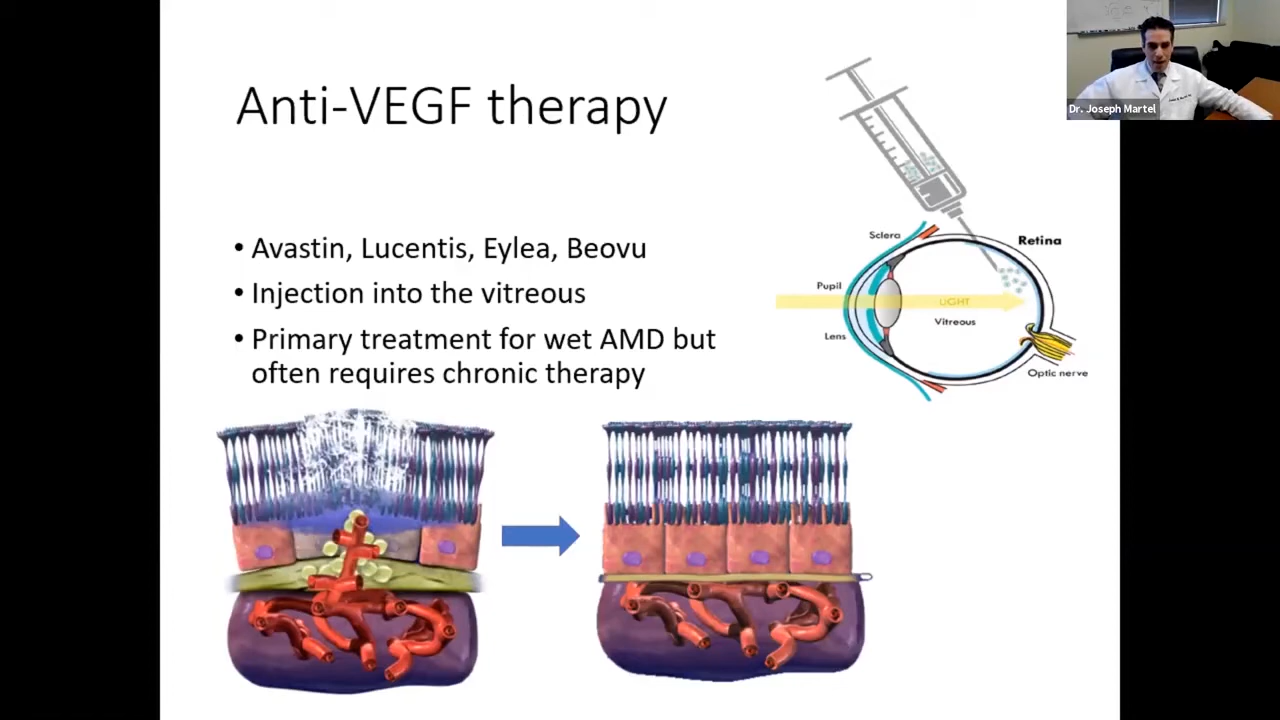 Anti-VEGF therapy
• Avastin, Lucentis, Eylea, Beovu
• Injection into the vitreous
• Primary treatment for wet AMD but
often requires chronic therapy
Sclera
Retina
Pupil
LIGHT
Vitreous
Lens
Optic nerve
Dr. Joseph Martel